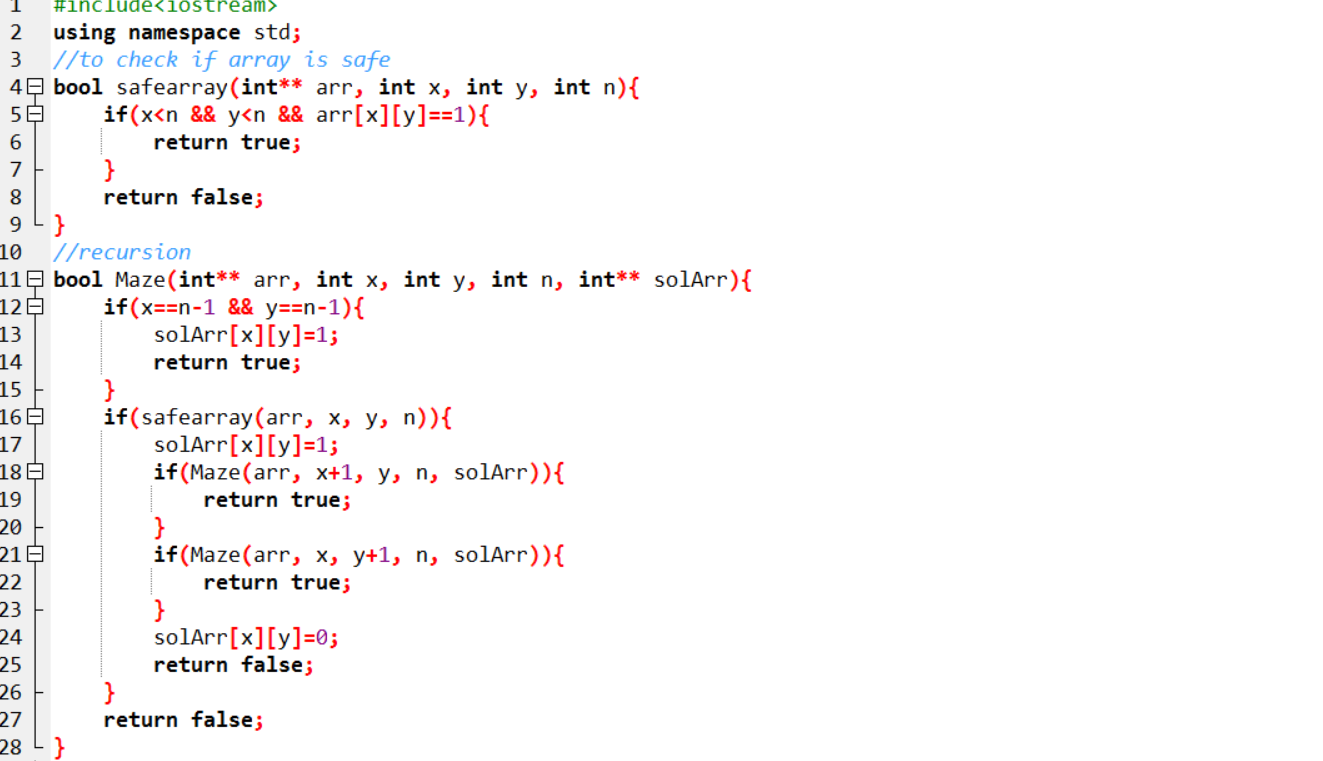 1 #include<iostream>
2 using namespace std;
3 //to check if array is safe
4 bool safearray(int** arr, int x, int y, int n){
5 if(x<n && y<n && arr[x][y]==1){
6 return true;
7 }
8 return false;
9 }
10 //recursion
11 bool Maze(int** arr, int x, int y, int n, int** solArr){
12 if(x==n-1 && y==n-1){
13 solArr[x][y]=1;
14 return true;
15 }
16 if(safearray(arr, x, y, n)){
17 solArr[x][y]=1;
18 if(Maze(arr, x+1, y, n, solArr)){
19 return true;
20 }
21 if(Maze(arr, x, y+1, n, solArr)){
22 return true;
23 }
24 solArr[x][y]=0;
25 return false;
26 }
27 return false;
28 }